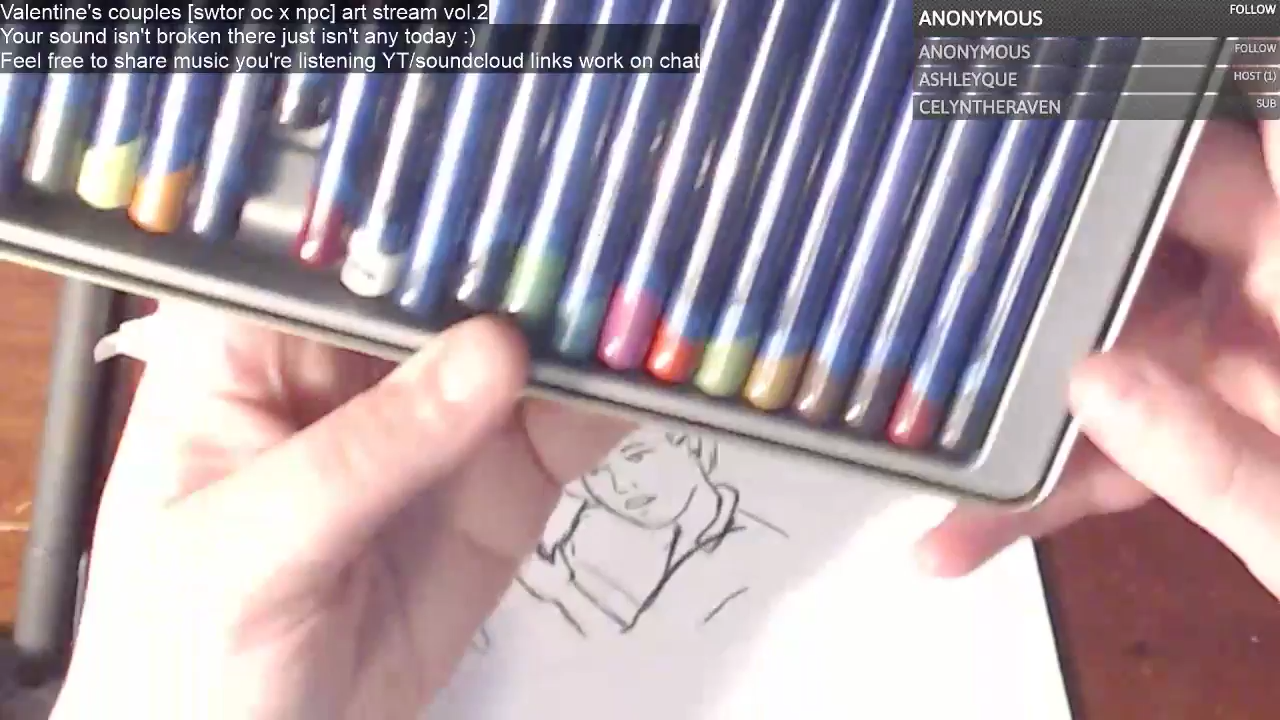 Valentine's couples [swtor oc x npc] art stream vol.2
Your sound isn't broken there just isn't any today :)
Feel free to share music you're listening YT/soundcloud links work on chat
ANONYMOUS FOLLOW
ANONYMOUS FOLLOW
ASHLEYQUE HOST (1)
CELYNTHERAVEN SUB